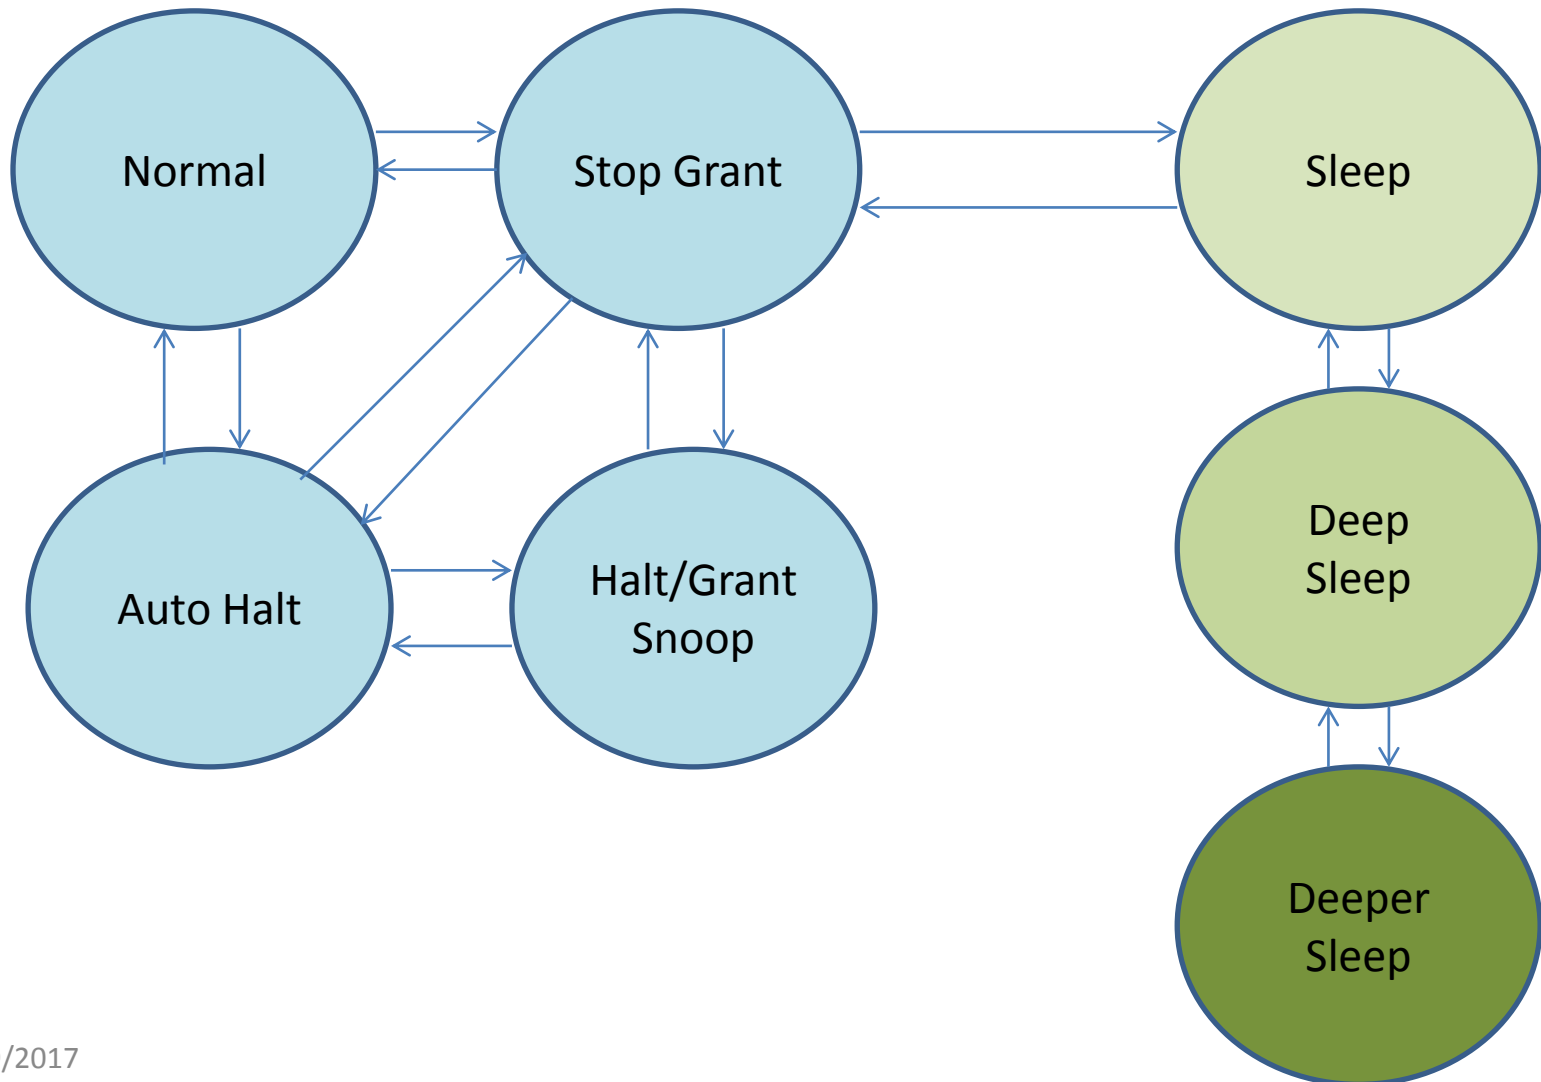 Normal
Stop Grant
Sleep
Auto Halt
Halt/Grant
Snoop
Deep
Sleep
Deeper
Sleep
/2017